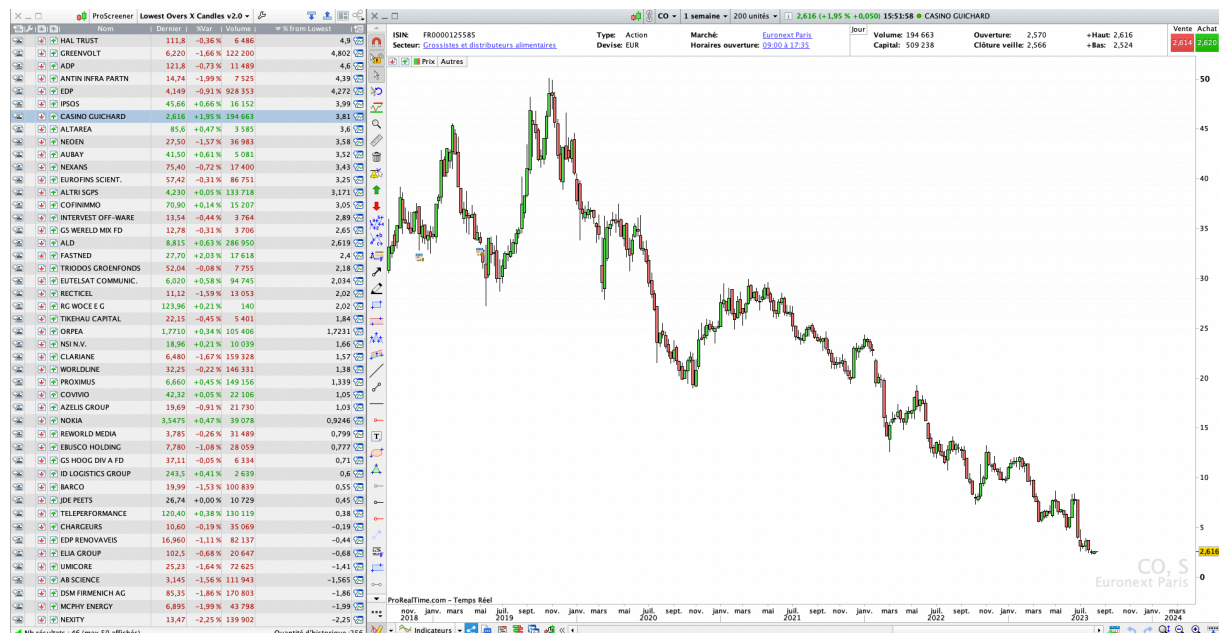 ProScreener Lowest Overs X Candles v2.0
Nom Dernier %Var Volume % from Lowest
HAL TRUST 111,8 −0,36 % 6 486 4,9
GREENVOLT 6,220 −1,66 % 122 200 4,802
ADP 121,1 −0,73 % 11 489 4,6
ANTIN INFRA PARTN 14,74 −1,99 % 7 525 4,39
EDP 4,149 −0,91 % 928 353 4,272
IPSOS 45,66 +0,66 % 16 152 3,99
CASINO GUICHARD 2,616 +1,95 % 194 663 3,81
ALTAREA 85,6 +0,47 % 3 585 3,6
NEOEN 27,50 −1,57 % 36 983 3,58
AUBAY 41,50 +0,61 % 5 081 3,52
NEXANS 75,40 −0,72 % 17 400 3,43
EUROFINS SCIENT. 57,42 −0,31 % 86 751 3,25
ALTRI SGPS 4,230 +0,05 % 133 718 3,171
COFINIMMO 70,90 +0,14 % 15 207 3,05
INTERVEST OFF-WARE 13,54 −0,44 % 3 764 2,89
GS WERELD MIX FD 12,78 −0,31 % 3 706 2,65
ALD 8,815 +0,63 % 286 950 2,619
FASTNED 27,70 +2,03 % 17 618 2,4
TRIODOS GROENFONDS 52,04 −0,08 % 7 755 2,18
EUTELSAT COMMUNIC. 6,020 +0,58 % 94 745 2,034
RECTICEL 11,12 −1,59 % 13 053 2,02
RG WOCE E G 123,96 +0,21 % 140 2,02
TIKEHAU CAPITAL 22,15 −0,45 % 5 401 1,84
ORPEA 1,7710 +0,34 % 105 406 1,7231
NSI N.V. 18,96 +0,21 % 10 039 1,66
CLARIANE 6,480 −1,67 % 159 328 1,57
WORLDLINE 32,25 −0,22 % 146 331 1,38
PROXIMUS 6,660 +0,45 % 149 156 1,339
COVIVIO 42,32 +0,05 % 22 106 1,05
AZELIS GROUP 19,69 −0,91 % 21 730 1,03
NOKIA 3,5475 +0,47 % 39 078 0,9246
REWORLD MEDIA 3,785 −0,26 % 31 489 0,799
EBUSCO HOLDING 7,780 −1,08 % 28 059 0,777
GS HOOG DIV A FD 37,11 −0,05 % 6 334 0,71
ID LOGISTICS GROUP 243,5 +0,41 % 2 639 0,6
BARCO 19,99 −1,53 % 100 839 0,55
JDE PEETS 26,74 +0,00 % 10 729 0,45
TELEPERFORMANCE 120,40 +0,38 % 130 119 0,38
CHARGEURS 10,60 −0,19 % 35 069 −0,19
EDP RENOVAVEIS 16,960 −1,11 % 82 137 −0,44
ELIA GROUP 102,5 −0,68 % 20 647 −0,68
UMICORE 25,23 −1,64 % 72 625 −1,41
AB SCIENCE 3,145 −1,56 % 111 943 −1,565
DSM FIRMENICH AG 85,35 −1,86 % 170 803 −1,86
MCPHY ENERGY 6,895 −1,99 % 43 798 −1,99
NEXITY 13,47 −2,25 % 139 902 −2,25
Nb résultats : 46 (max 50 affichés) Quantité d'historique :256
CO 1 semaine 200 unités 2,616 (+1,95 % +0,050) 15:51:58 CASINO GUICHARD
ISIN: FR0000125585 Type: Action Marché: Euronext Paris
Secteur: Grossistes et distributeurs alimentaires Devise: EUR Horaires ouverture: 09:00 à 17:35
Jour Volume: 194 663 Ouverture: 2,570 +Haut: 2,616
Capital: 509 238 Clôture veille: 2,566 +Bas: 2,524
Vente Achat
2,614 2,620
Prix Autres
50
45
40
35
30
25
20
15
10
5
2,616
0
CO, S
Euronext Paris
ProRealTime.com - Temps Réel
nov. janv. mars mai juil. sept. nov. janv. mars mai juil. sept. nov. janv. mars mai juil. sept. nov. janv. mars mai juil. sept. nov. janv. mars mai juil. sept. nov. janv. mars
2018 2019 2020 2021 2022 2023 2024
Indicateurs